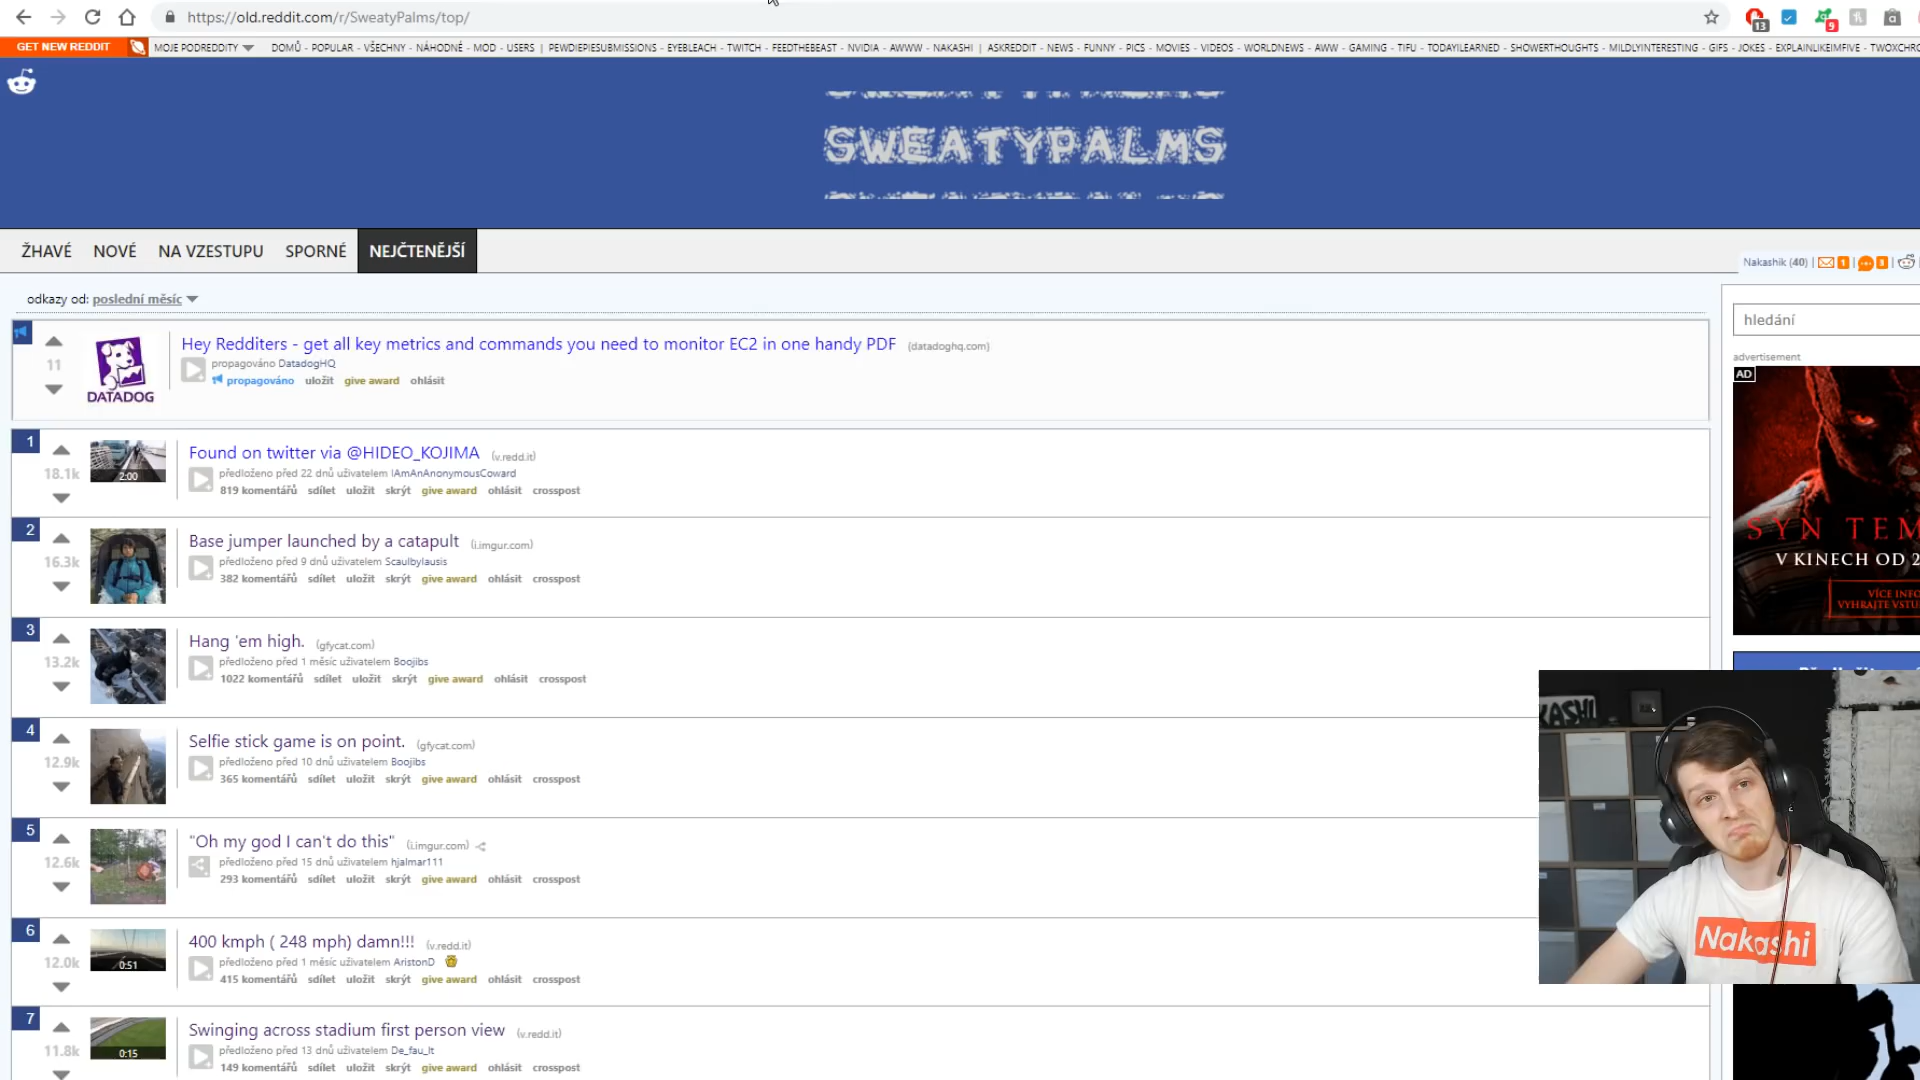 https://old.reddit.com/r/SweatyPalms/top/
13
9
GET NEW REDDIT
MOJE PODREDDITY
DOMŮ - POPULAR - VŠECHNY - NÁHODNÉ - MOD - USERS | PEWDIEPIESUBMISSIONS - EYEBLEACH - TWITCH - FEEDTHEBEAST - NVIDIA - AWWW - NAKASHI | ASKREDDIT - NEWS - FUNNY - PICS - MOVIES - VIDEOS - WORLDNEWS - AWW - GAMING - TIFU - TODAYILEARNED - SHOWERTHOUGHTS - MILDLYINTERESTING - GIFS - JOKES - EXPLAINLIKEIMFIVE - TWOXCHRO
SWEATYPALMS
ŽHAVÉ NOVÉ NA VZESTUPU SPORNÉ NEJČTENĚJŠÍ
Nakashik (40) | 1 | 3 |
odkazy od: poslední měsíc
hledání
11
DATADOG
Hey Redditers - get all key metrics and commands you need to monitor EC2 in one handy PDF (datadoghq.com)
propagováno DatadogHQ
propagováno uložit give award ohlásit
advertisement
AD
SYN TEM
V KINECH OD 2
VÍCE INFO
VYHRAJTE VSTU
1
18.1k
2:00
Found on twitter via @HIDEO_KOJIMA (v.redd.it)
předloženo před 22 dnů uživatelem IAmAnAnonymousCoward
819 komentářů sdílet uložit skrýt give award ohlásit crosspost
2
16.3k
Base jumper launched by a catapult (i.imgur.com)
předloženo před 9 dnů uživatelem Scaulbylausis
382 komentářů sdílet uložit skrýt give award ohlásit crosspost
3
13.2k
Hang 'em high. (gfycat.com)
předloženo před 1 měsíc uživatelem Boojibs
1022 komentářů sdílet uložit skrýt give award ohlásit crosspost
4
12.9k
Selfie stick game is on point. (gfycat.com)
předloženo před 10 dnů uživatelem Boojibs
365 komentářů sdílet uložit skrýt give award ohlásit crosspost
5
12.6k
"Oh my god I can't do this" (i.imgur.com)
předloženo před 15 dnů uživatelem hjalmar111
293 komentářů sdílet uložit skrýt give award ohlásit crosspost
6
12.0k
0:51
400 kmph ( 248 mph) damn!!! (v.redd.it)
předloženo před 1 měsíc uživatelem AristonD
415 komentářů sdílet uložit skrýt give award ohlásit crosspost
7
11.8k
0:15
Swinging across stadium first person view (v.redd.it)
předloženo před 13 dnů uživatelem De_fau_lt
149 komentářů sdílet uložit skrýt give award ohlásit crosspost
KASHI
Nakashi